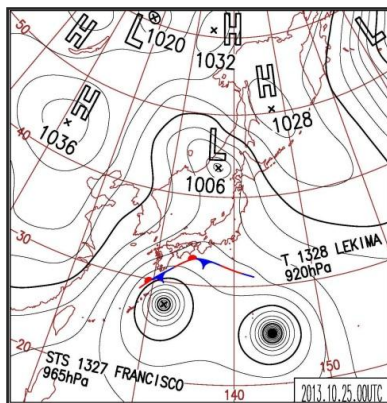 50
H
L
1020
H
1032
H
L
H
1028
40
1036
L
1006
30
T 1328 LEKIMA
920hPa
20
STS 1327 FRANCISCO
965hPa
140
150
2013.10.25.00UTC